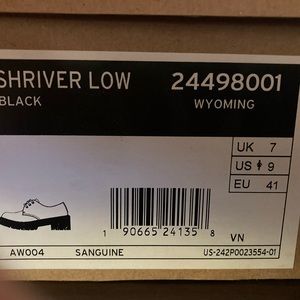 SHRIVER LOW 24498001
BLACK WYOMING
UK 7
US 9
EU 41
1 90665 24135 8
VN
AW004 SANGUINE US-242P0023554-01